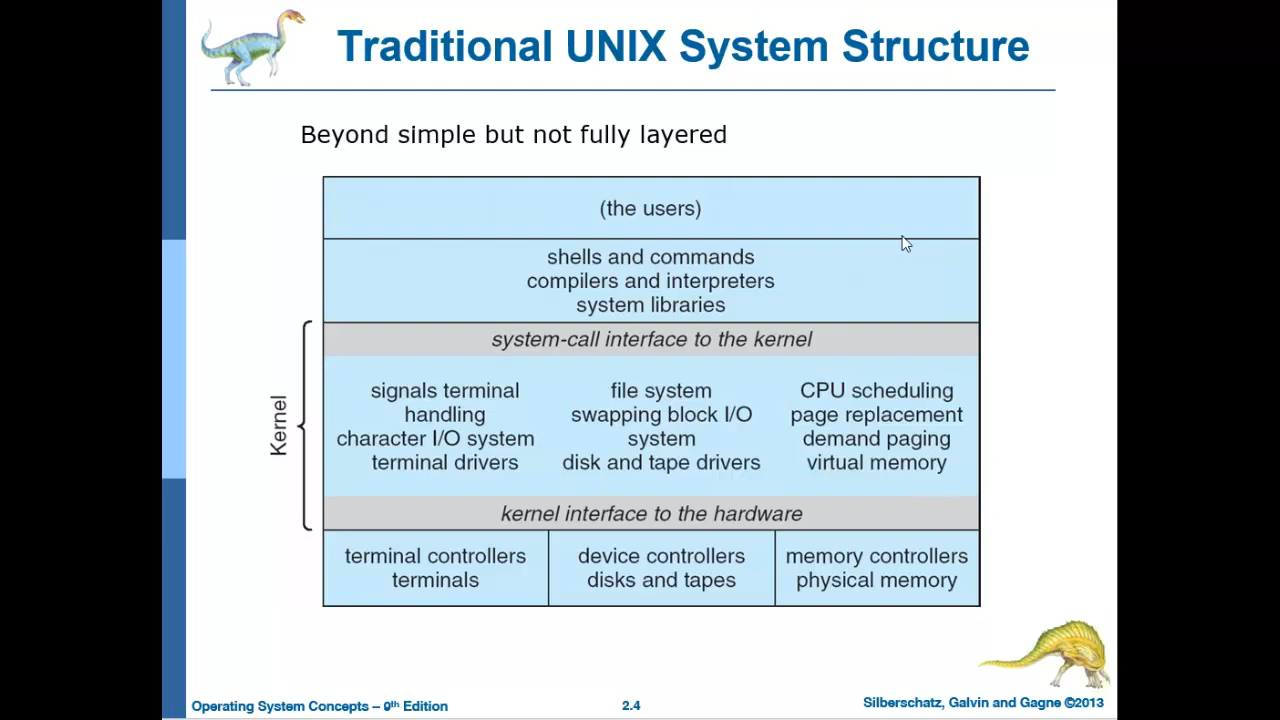 Traditional UNIX System Structure
Beyond simple but not fully layered
(the users)
shells and commands
compilers and interpreters
system libraries
system-call interface to the kernel
Kernel
signals terminal
handling
character I/O system
terminal drivers
file system
swapping block I/O
system
disk and tape drivers
CPU scheduling
page replacement
demand paging
virtual memory
kernel interface to the hardware
terminal controllers
terminals
device controllers
disks and tapes
memory controllers
physical memory
Operating System Concepts – 9th Edition
2.4
Silberschatz, Galvin and Gagne ©2013